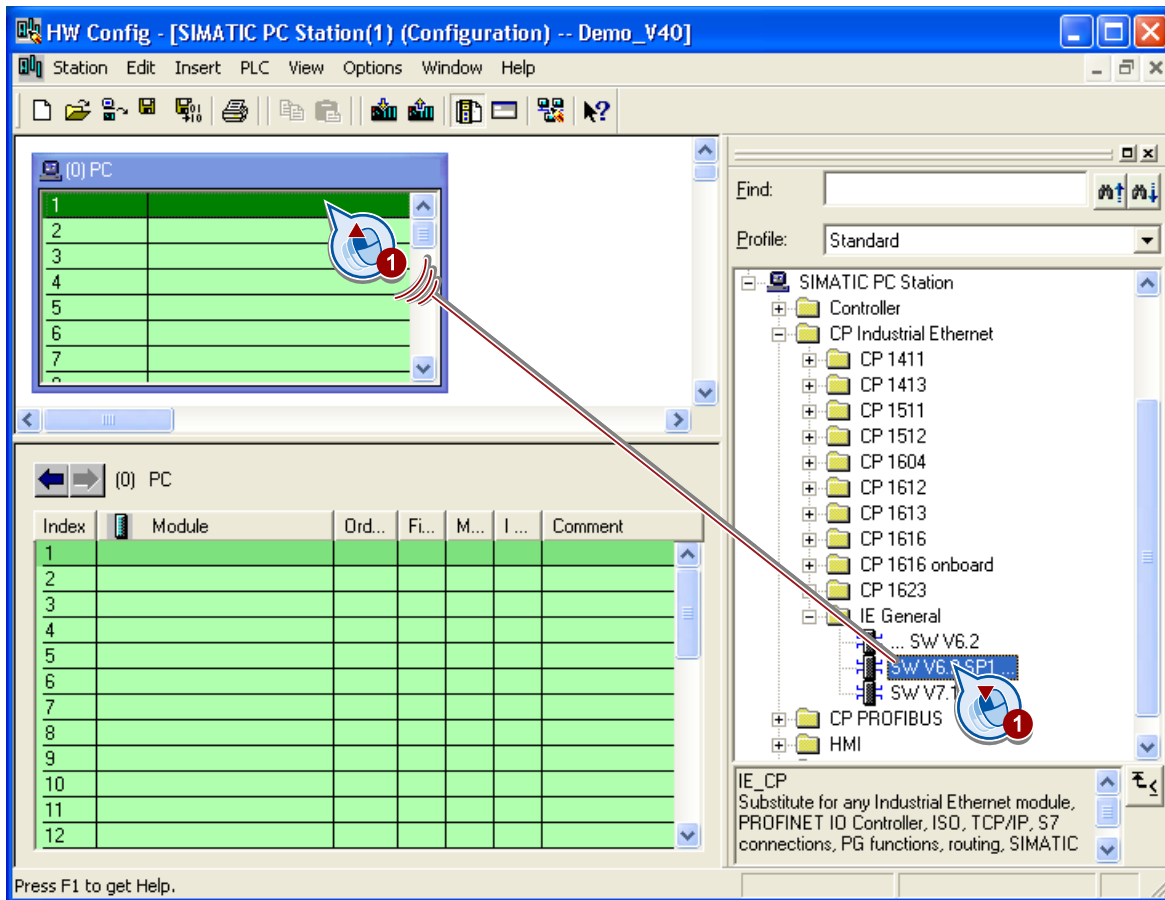 HW Config - [SIMATIC PC Station(1) (Configuration) -- Demo_V40]
Station Edit Insert PLC View Options Window Help
(0) PC
1
2
3
4
5
6
7
1
Find:
Profile: Standard
SIMATIC PC Station
Controller
CP Industrial Ethernet
CP 1411
CP 1413
CP 1511
CP 1512
CP 1604
CP 1612
CP 1613
CP 1616
CP 1616 onboard
CP 1623
IE General
... SW V6.2
SW V6. SP1 ...
SW V7.1
1
CP PROFIBUS
HMI
(0) PC
Index Module Ord... Fi... M... I ... Comment
1
2
3
4
5
6
7
8
9
10
11
12
IE_CP
Substitute for any Industrial Ethernet module,
PROFINET IO Controller, ISO, TCP/IP, S7
connections, PG functions, routing, SIMATIC
Press F1 to get Help.